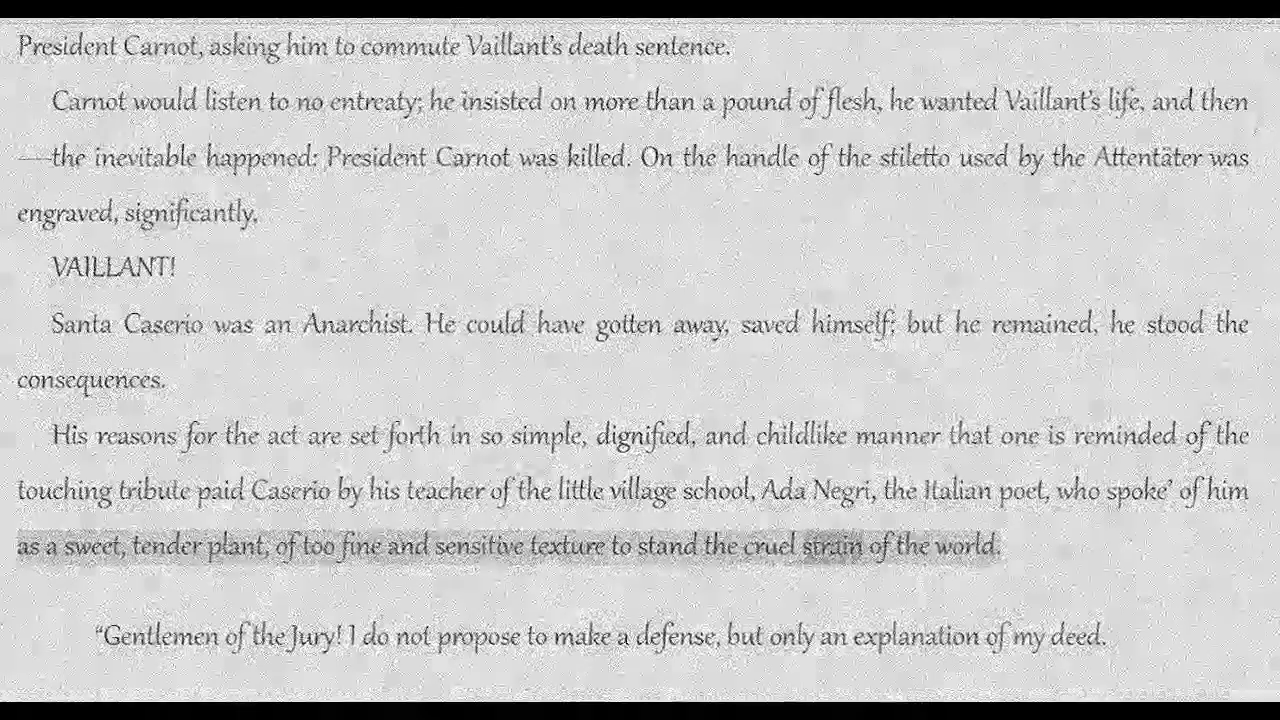 President Carnot, asking him to commute Vaillant’s death sentence.
Carnot would listen to no entreaty; he insisted on more than a pound of flesh, he wanted Vaillant’s life, and then
—the inevitable happened: President Carnot was killed. On the handle of the stiletto used by the Attentäter was
engraved, significantly,
VAILLANT!
Santa Caserio was an Anarchist. He could have gotten away, saved himself; but he remained, he stood the
consequences.
His reasons for the act are set forth in so simple, dignified, and childlike manner that one is reminded of the
touching tribute paid Caserio by his teacher of the little village school, Ada Negri, the Italian poet, who spoke’ of him
as a sweet, tender plant, of too fine and sensitive texture to stand the cruel strain of the world.
“Gentlemen of the Jury! I do not propose to make a defense, but only an explanation of my deed.